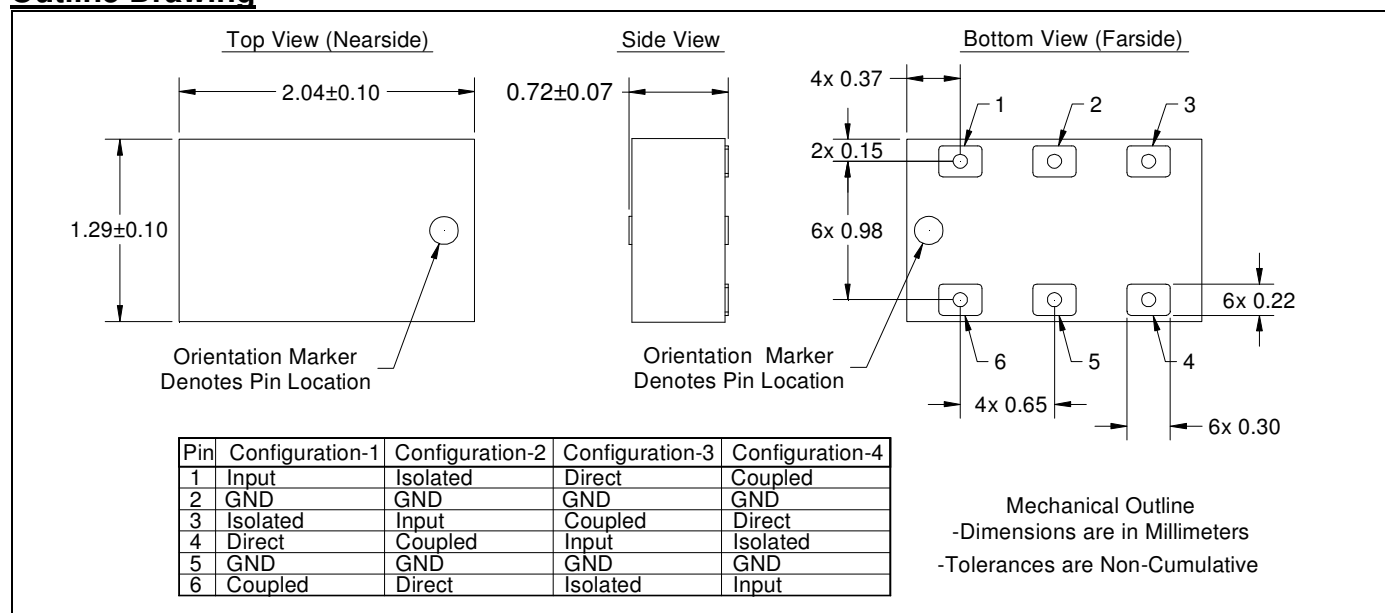 Outline Drawing
Top View (Nearside)
Side View
Bottom View (Farside)
2.04±0.10
0.72±0.07
4x 0.37
1
2
3
2x 0.15
1.29±0.10
6x 0.98
6x 0.22
Orientation Marker
Denotes Pin Location
Orientation Marker
Denotes Pin Location
6
5
4
4x 0.65
6x 0.30
Pin Configuration-1 Configuration-2 Configuration-3 Configuration-4
1 Input Isolated Direct Coupled
2 GND GND GND GND
3 Isolated Input Coupled Direct
4 Direct Coupled Input Isolated
5 GND GND GND GND
6 Coupled Direct Isolated Input
Mechanical Outline
-Dimensions are in Millimeters
-Tolerances are Non-Cumulative